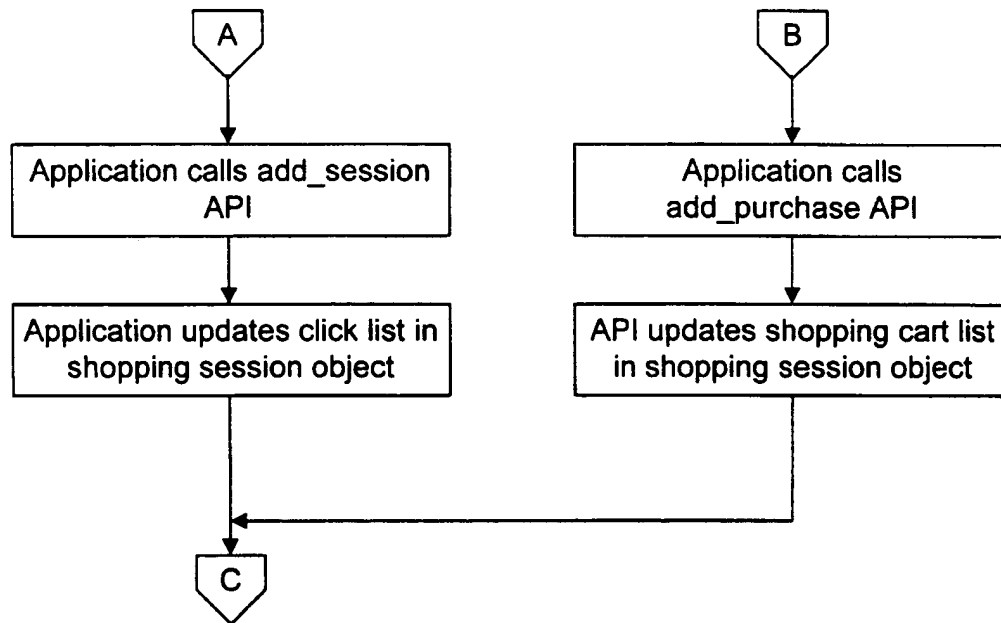 A
Application calls add_session
API
Application updates click list in
shopping session object
B
Application calls
add_purchase API
API updates shopping cart list
in shopping session object
C